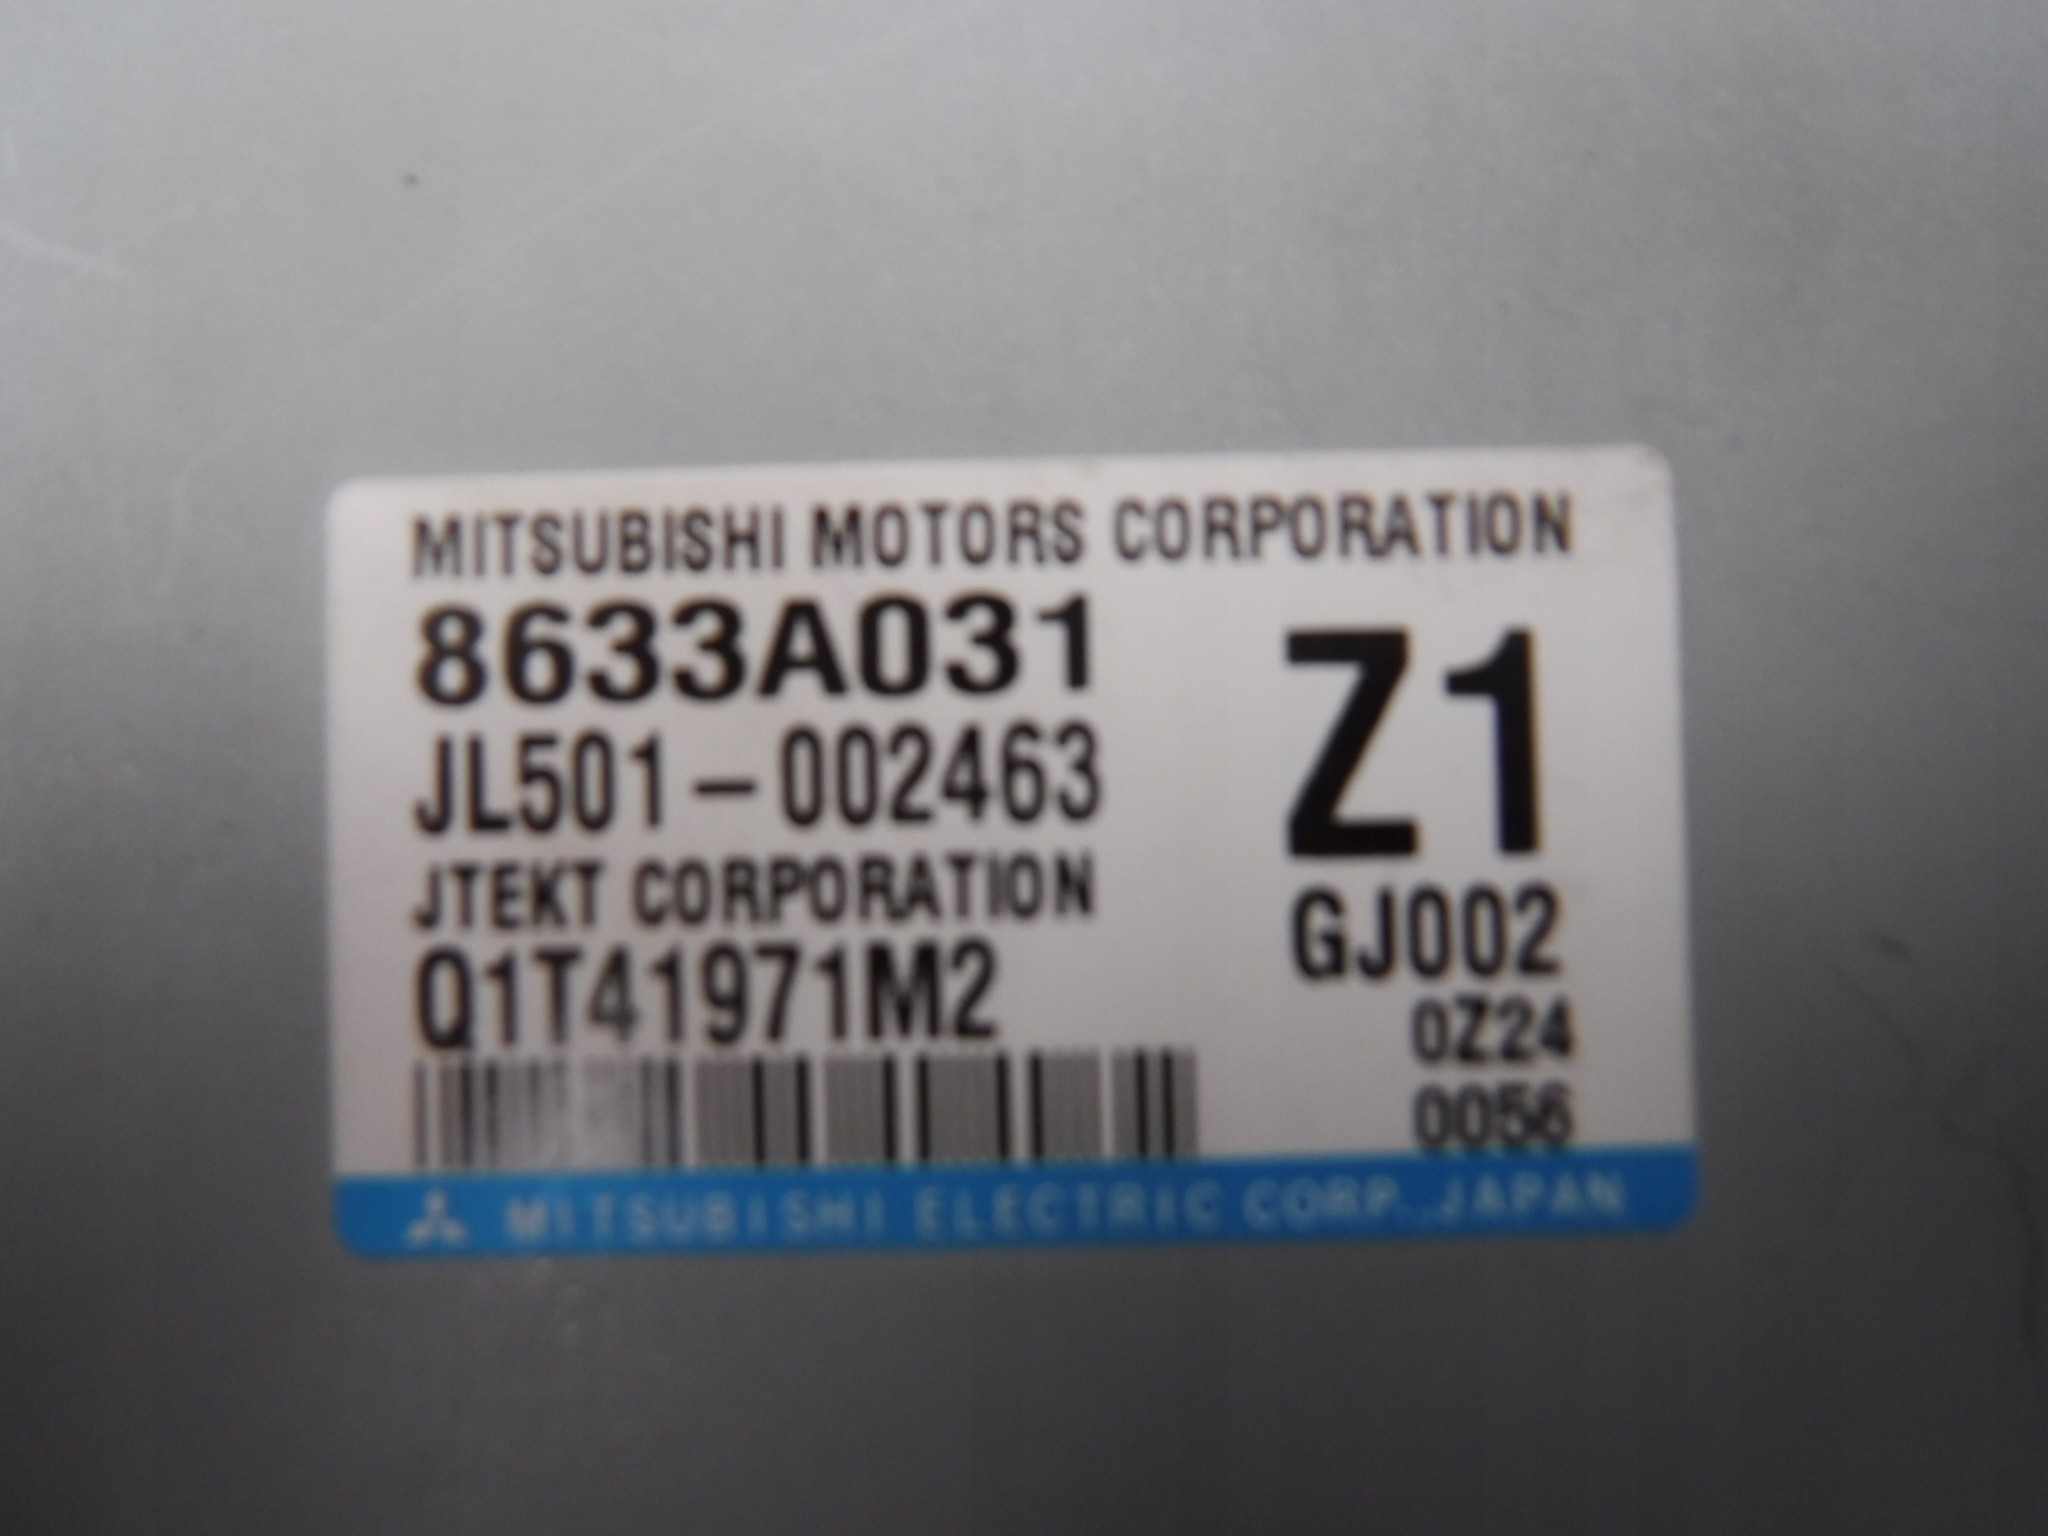 MITSUBISHI MOTORS CORPORATION
8633A031
JL501-002463
JTEKT CORPORATION
Q1T41971M2
Z1
GJ002
0Z24
0056
MITSUBISHI ELECTRIC CORP. JAPAN